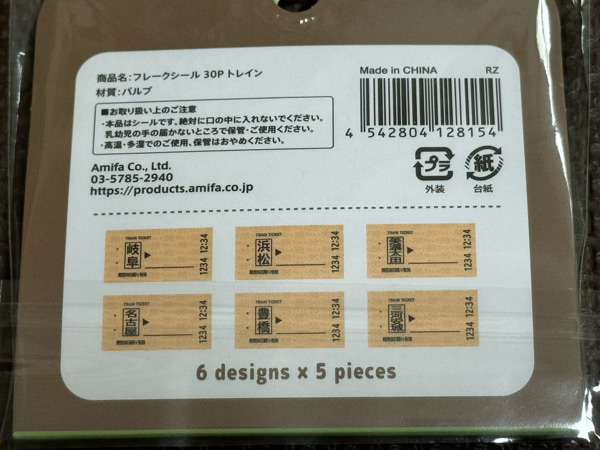 商品名:フレークシール 30P トレイン
材質:パルプ
■お取り扱い上のご注意
・本品はシールです。絶対に口の中に入れないでください。
乳幼児の手の届かないところで保管・ご使用ください。
・高温・多湿でのご使用、保管はおやめください。
Amifa Co., Ltd.
03-5785-2940
https://products.amifa.co.jp
Made in CHINA
RZ
4 542804 128154
プラ
外装
紙
台紙
TRAIN TICKET
岐阜
1234 12:34
TRAIN TICKET
浜松
1234 12:34
TRAIN TICKET
美濃太田
1234 12:34
TRAIN TICKET
名古屋
1234 12:34
TRAIN TICKET
豊橋
1234 12:34
TRAIN TICKET
三河安城
1234 12:34
6 designs × 5 pieces